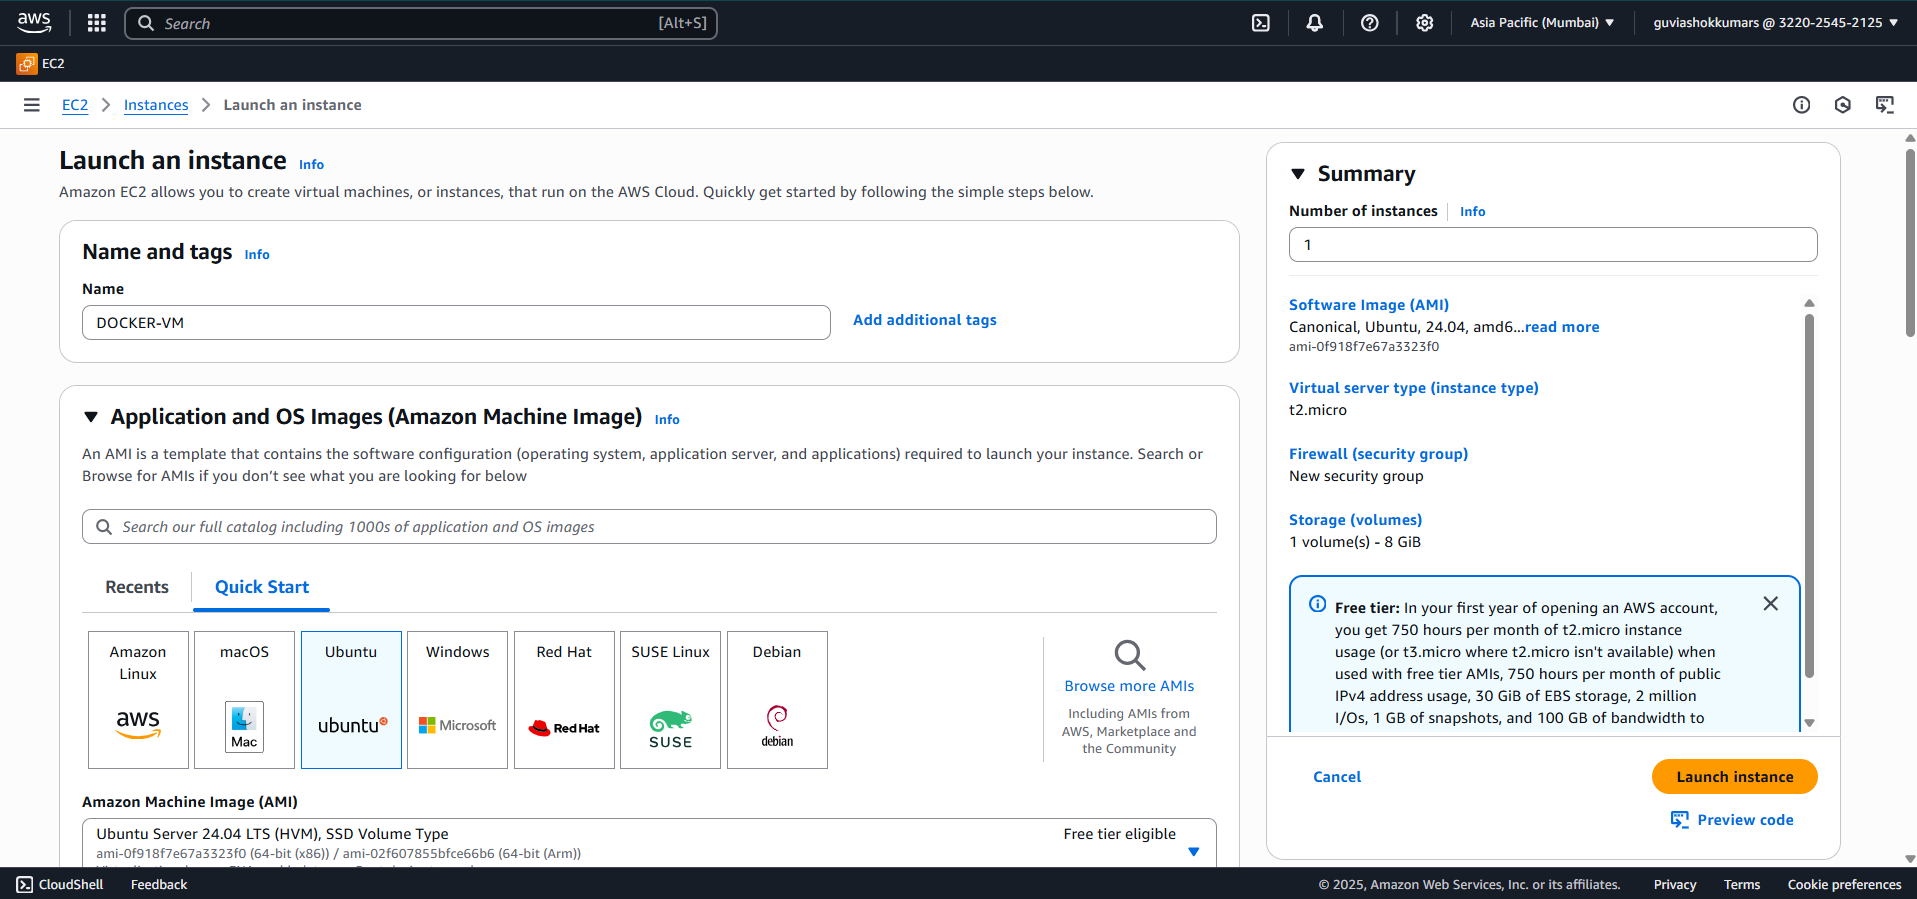 aws
Search
[Alt+S]
Asia Pacific (Mumbai)
guviashokkumars @ 3220-2545-2125
EC2
EC2
Instances
Launch an instance
Launch an instance
Info
Amazon EC2 allows you to create virtual machines, or instances, that run on the AWS Cloud. Quickly get started by following the simple steps below.
Name and tags
Info
Name
DOCKER-VM
Add additional tags
Application and OS Images (Amazon Machine Image)
Info
An AMI is a template that contains the software configuration (operating system, application server, and applications) required to launch your instance. Search or
Browse for AMIs if you don’t see what you are looking for below
Search our full catalog including 1000s of application and OS images
Recents
Quick Start
Amazon
Linux
aws
macOS
Mac
Ubuntu
ubuntu
Windows
Microsoft
Red Hat
Red Hat
SUSE Linux
SUSE
Debian
debian
Browse more AMIs
Including AMIs from
AWS, Marketplace and
the Community
Amazon Machine Image (AMI)
Ubuntu Server 24.04 LTS (HVM), SSD Volume Type
Free tier eligible
ami-0f918f7e67a3323f0 (64-bit (x86)) / ami-02f607855bfce66b6 (64-bit (Arm))
Summary
Number of instances
Info
1
Software Image (AMI)
Canonical, Ubuntu, 24.04, amd6...read more
ami-0f918f7e67a3323f0
Virtual server type (instance type)
t2.micro
Firewall (security group)
New security group
Storage (volumes)
1 volume(s) - 8 GiB
Free tier: In your first year of opening an AWS account,
you get 750 hours per month of t2.micro instance
usage (or t3.micro where t2.micro isn't available) when
used with free tier AMIs, 750 hours per month of public
IPv4 address usage, 30 GiB of EBS storage, 2 million
I/Os, 1 GB of snapshots, and 100 GB of bandwidth to
Cancel
Launch instance
Preview code
CloudShell
Feedback
© 2025, Amazon Web Services, Inc. or its affiliates.
Privacy
Terms
Cookie preferences